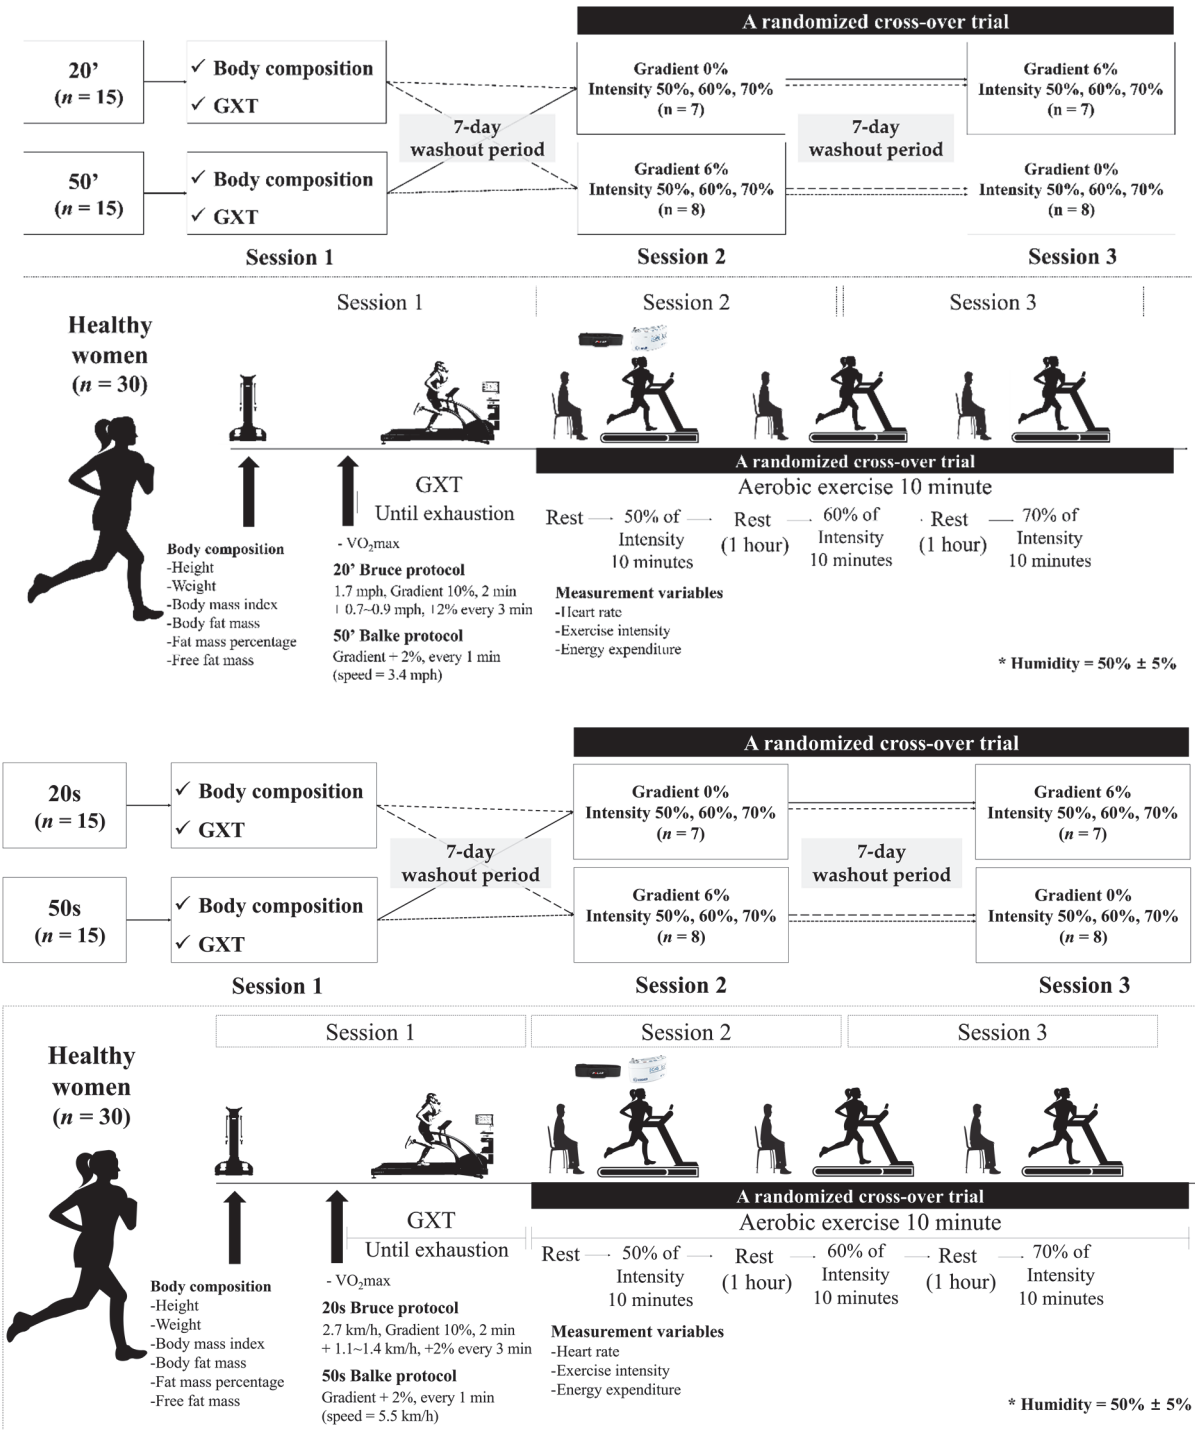 A randomized cross-over trial
20’
(n = 15)
✓ Body composition
✓ GXT
7-day
washout period
Gradient 0%
Intensity 50%, 60%, 70%
(n = 7)
7-day
washout period
Gradient 6%
Intensity 50%, 60%, 70%
(n = 7)
50’
(n = 15)
✓ Body composition
✓ GXT
Gradient 6%
Intensity 50%, 60%, 70%
(n = 8)
Gradient 0%
Intensity 50%, 60%, 70%
(n = 8)
Session 1
Session 2
Session 3
Session 1
Session 2
Session 3
Healthy
women
(n = 30)
A randomized cross-over trial
Aerobic exercise 10 minute
GXT
Until exhaustion
Rest
50% of
Intensity
10 minutes
Rest
(1 hour)
60% of
Intensity
10 minutes
Rest
(1 hour)
70% of
Intensity
10 minutes
Body composition
-Height
-Weight
-Body mass index
-Body fat mass
-Fat mass percentage
-Free fat mass
- VO2max
20’ Bruce protocol
1.7 mph, Gradient 10%, 2 min
+ 0.7~0.9 mph, +2% every 3 min
50’ Balke protocol
Gradient + 2%, every 1 min
(speed = 3.4 mph)
Measurement variables
-Heart rate
-Exercise intensity
-Energy expenditure
* Humidity = 50% ± 5%
A randomized cross-over trial
20s
(n = 15)
✓ Body composition
✓ GXT
7-day
washout period
Gradient 0%
Intensity 50%, 60%, 70%
(n = 7)
7-day
washout period
Gradient 6%
Intensity 50%, 60%, 70%
(n = 7)
50s
(n = 15)
✓ Body composition
✓ GXT
Gradient 6%
Intensity 50%, 60%, 70%
(n = 8)
Gradient 0%
Intensity 50%, 60%, 70%
(n = 8)
Session 1
Session 2
Session 3
Session 1
Session 2
Session 3
Healthy
women
(n = 30)
A randomized cross-over trial
Aerobic exercise 10 minute
GXT
Until exhaustion
Rest
50% of
Intensity
10 minutes
Rest
(1 hour)
60% of
Intensity
10 minutes
Rest
(1 hour)
70% of
Intensity
10 minutes
Body composition
-Height
-Weight
-Body mass index
-Body fat mass
-Fat mass percentage
-Free fat mass
- VO2max
20s Bruce protocol
2.7 km/h, Gradient 10%, 2 min
+ 1.1~1.4 km/h, +2% every 3 min
50s Balke protocol
Gradient + 2%, every 1 min
(speed = 5.5 km/h)
Measurement variables
-Heart rate
-Exercise intensity
-Energy expenditure
* Humidity = 50% ± 5%